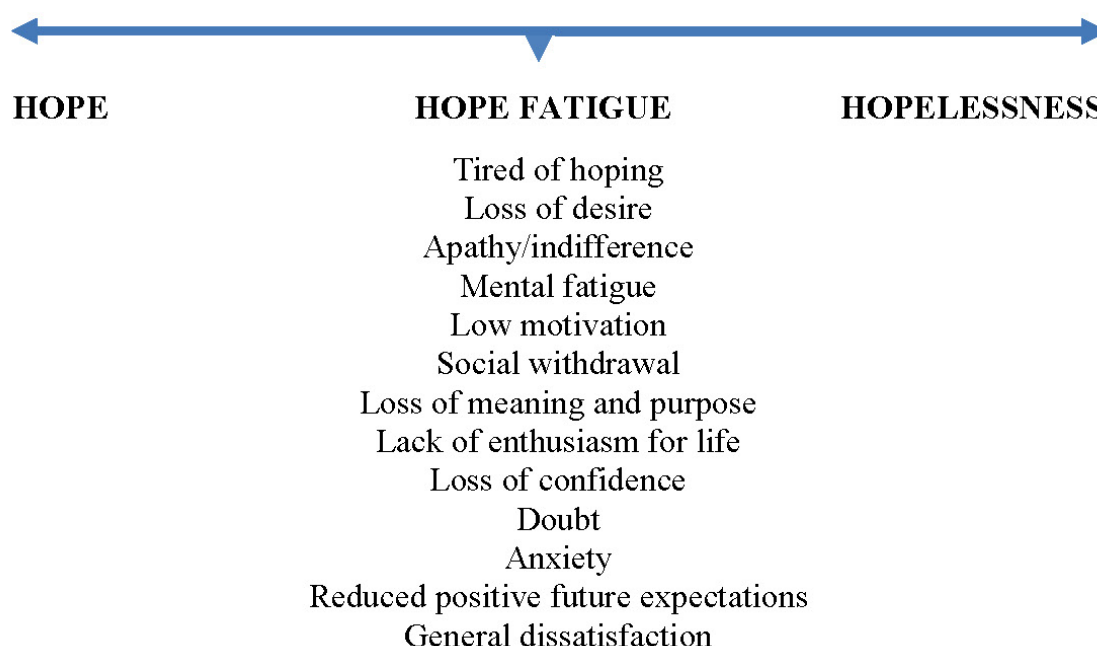 HOPE HOPE FATIGUE HOPELESSNESS
Tired of hoping
Loss of desire
Apathy/indifference
Mental fatigue
Low motivation
Social withdrawal
Loss of meaning and purpose
Lack of enthusiasm for life
Loss of confidence
Doubt
Anxiety
Reduced positive future expectations
General dissatisfaction